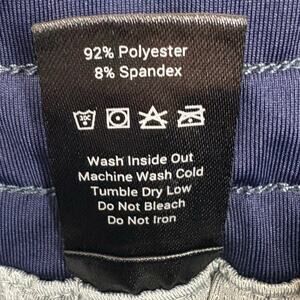 92% Polyester
8% Spandex
Wash Inside Out
Machine Wash Cold
Tumble Dry Low
Do Not Bleach
Do Not Iron